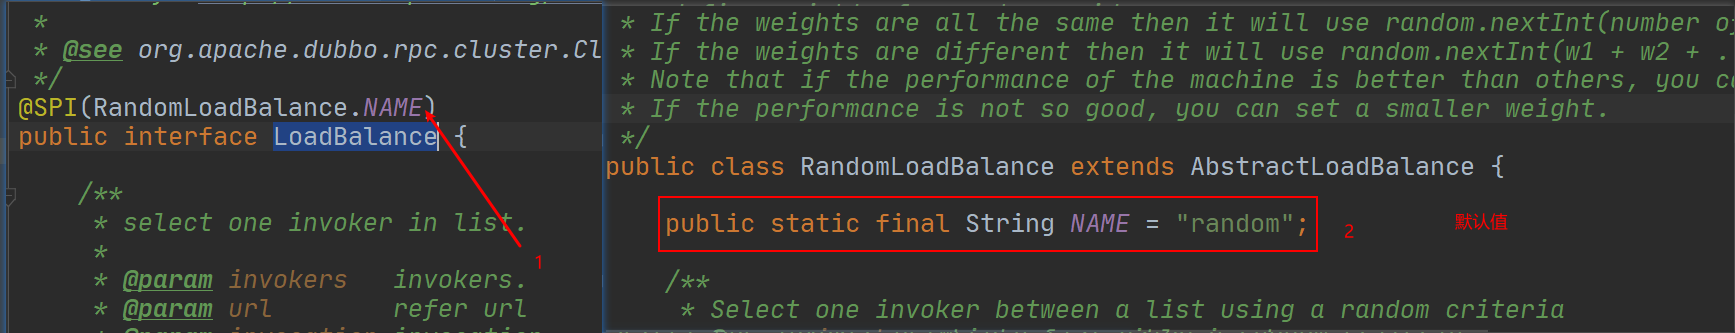 *
* @see org.apache.dubbo.rpc.cluster.Cl
*/
@SPI(RandomLoadBalance.NAME)
public interface LoadBalance {
/**
* select one invoker in list.
*
* @param invokers invokers.
* @param url refer url
1
* If the weights are all the same then it will use random.nextInt(number of
* If the weights are different then it will use random.nextInt(w1 + w2 + .
* Note that if the performance of the machine is better than others, you ca
* If the performance is not so good, you can set a smaller weight.
*/
public class RandomLoadBalance extends AbstractLoadBalance {
public static final String NAME = "random";
2 默认值
/**
* Select one invoker between a list using a random criteria